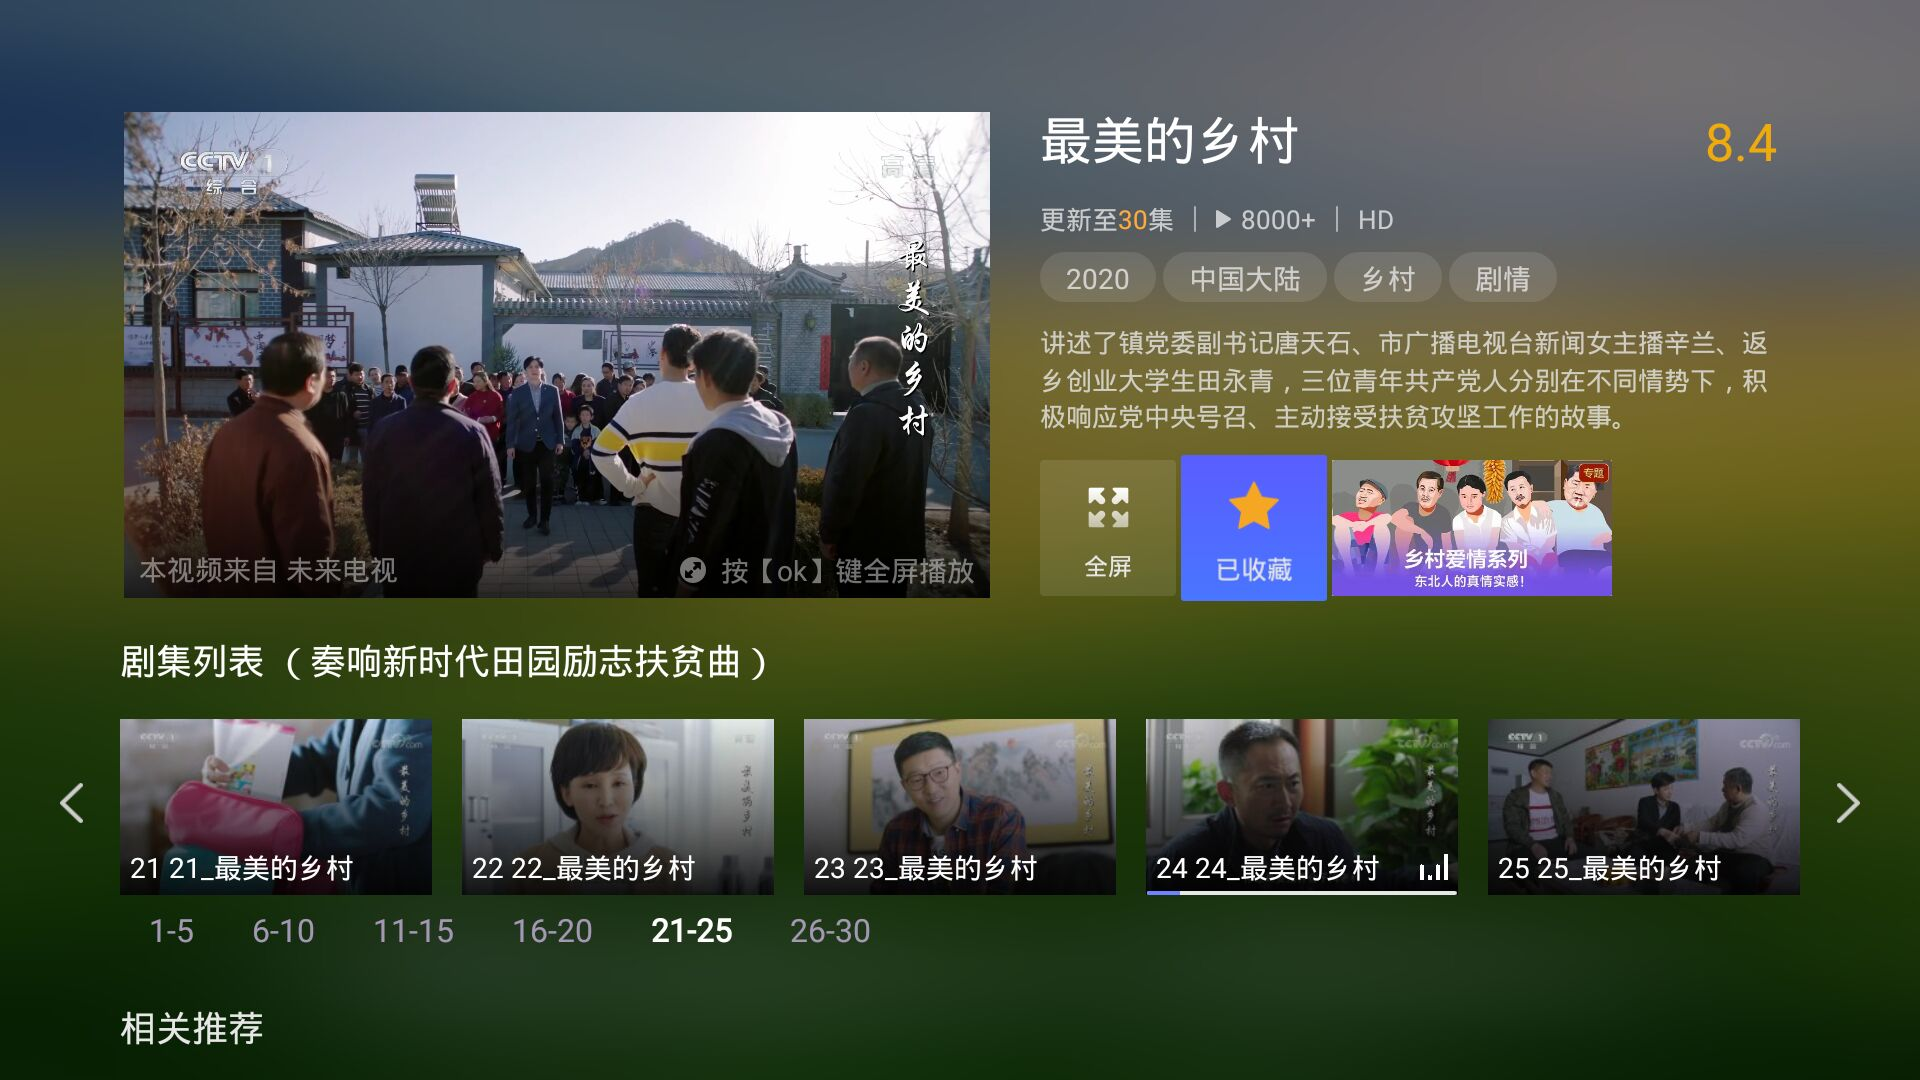 CCTV 1
综合
高清
最美的乡村
本视频来自 未来电视
按【ok】键全屏播放
最美的乡村
8.4
更新至30集
8000+
HD
2020
中国大陆
乡村
剧情
讲述了镇党委副书记唐天石、市广播电视台新闻女主播辛兰、返
乡创业大学生田永青，三位青年共产党人分别在不同情势下，积
极响应党中央号召、主动接受扶贫攻坚工作的故事。
全屏
已收藏
专题
乡村爱情系列
东北人的真情实感！
剧集列表 （奏响新时代田园励志扶贫曲）
21 21_最美的乡村
22 22_最美的乡村
23 23_最美的乡村
24 24_最美的乡村
25 25_最美的乡村
1-5
6-10
11-15
16-20
21-25
26-30
相关推荐